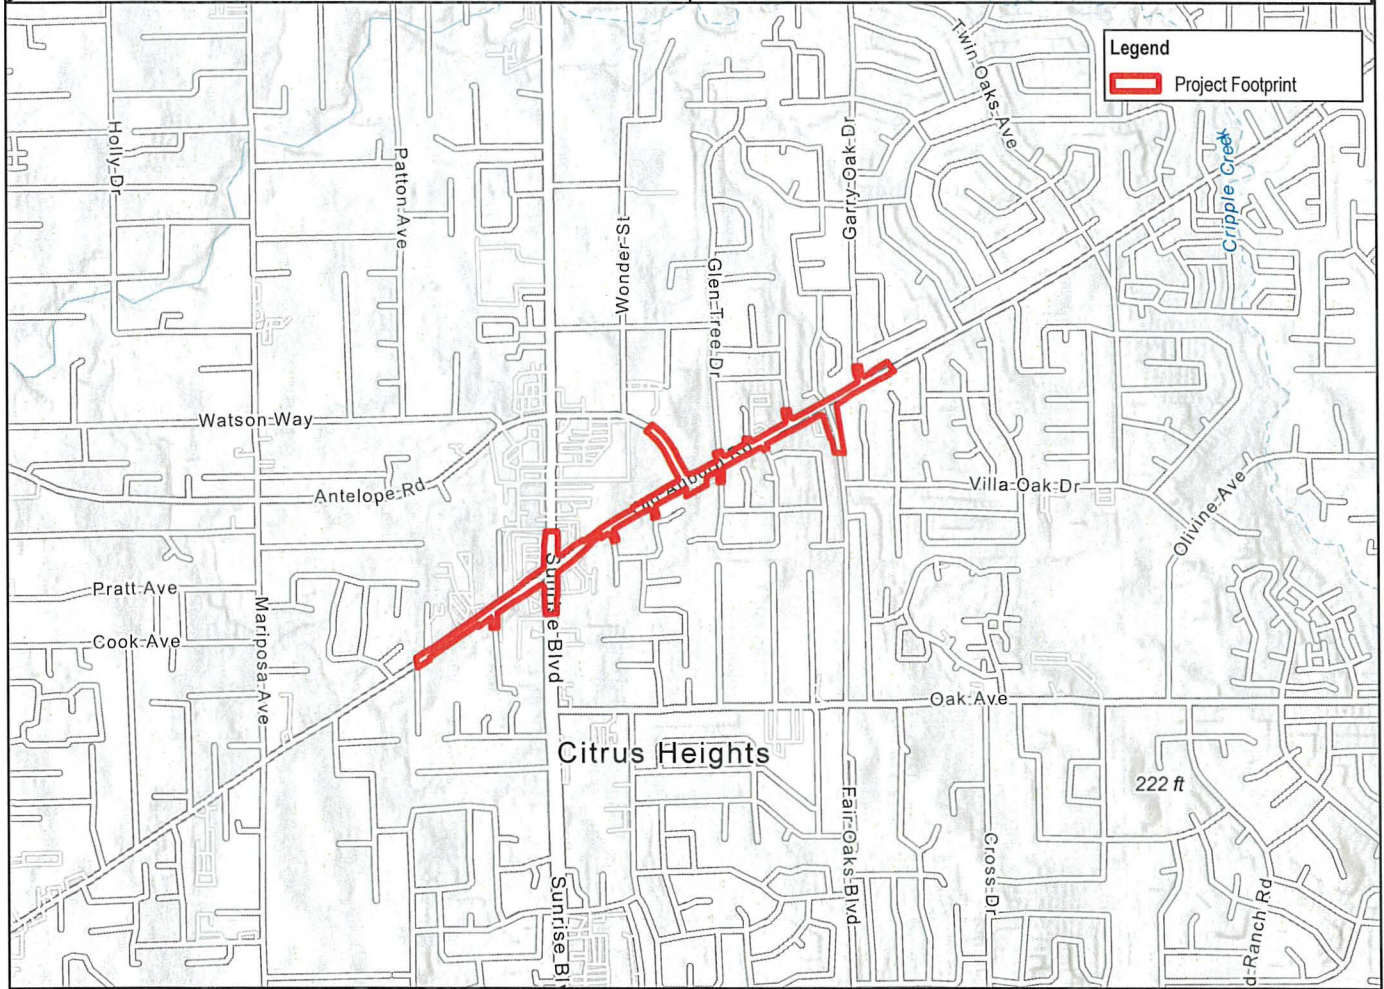 Legend
Project Footprint
Twin Oaks Ave
Holly Dr
Patton Ave
Garry Oak Dr
Cripple Creek
Wonder St
Glen Tree Dr
Watson Way
Antelope Rd
Auburn Rd
Villa Oak Dr
Olivine Ave
Pratt Ave
Cook Ave
Mariposa Ave
Sunrise Blvd
Oak Ave
Citrus Heights
222 ft
Fair Oaks Blvd
Cross Dr
Sunrise Bl
d Ranch Rd